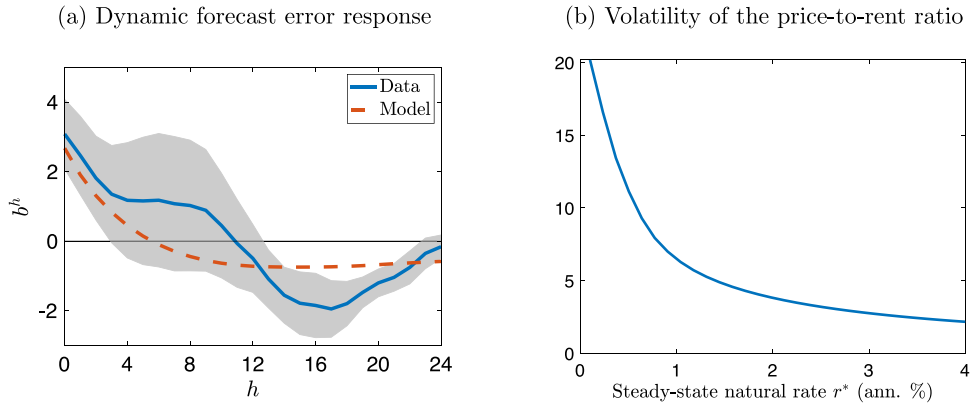 (a) Dynamic forecast error response
4
2
0
-2
b^h
Data
Model
0 4 8 12 16 20 24
h
(b) Volatility of the price-to-rent ratio
20
15
10
5
0
0 1 2 3 4
Steady-state natural rate r* (ann. %)